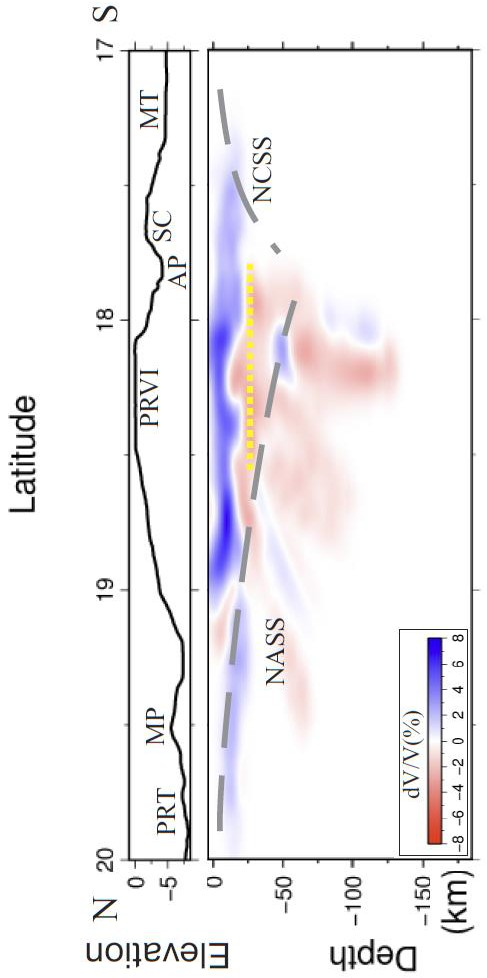 Latitude
N
S
20
19
18
17
Elevation
0
−5
PRT
MP
PRVI
AP
SC
MT
Depth
(km)
0
−50
−100
−150
NASS
NCSS
dV/V(%)
−8 −6 −4 −2 0 2 4 6 8